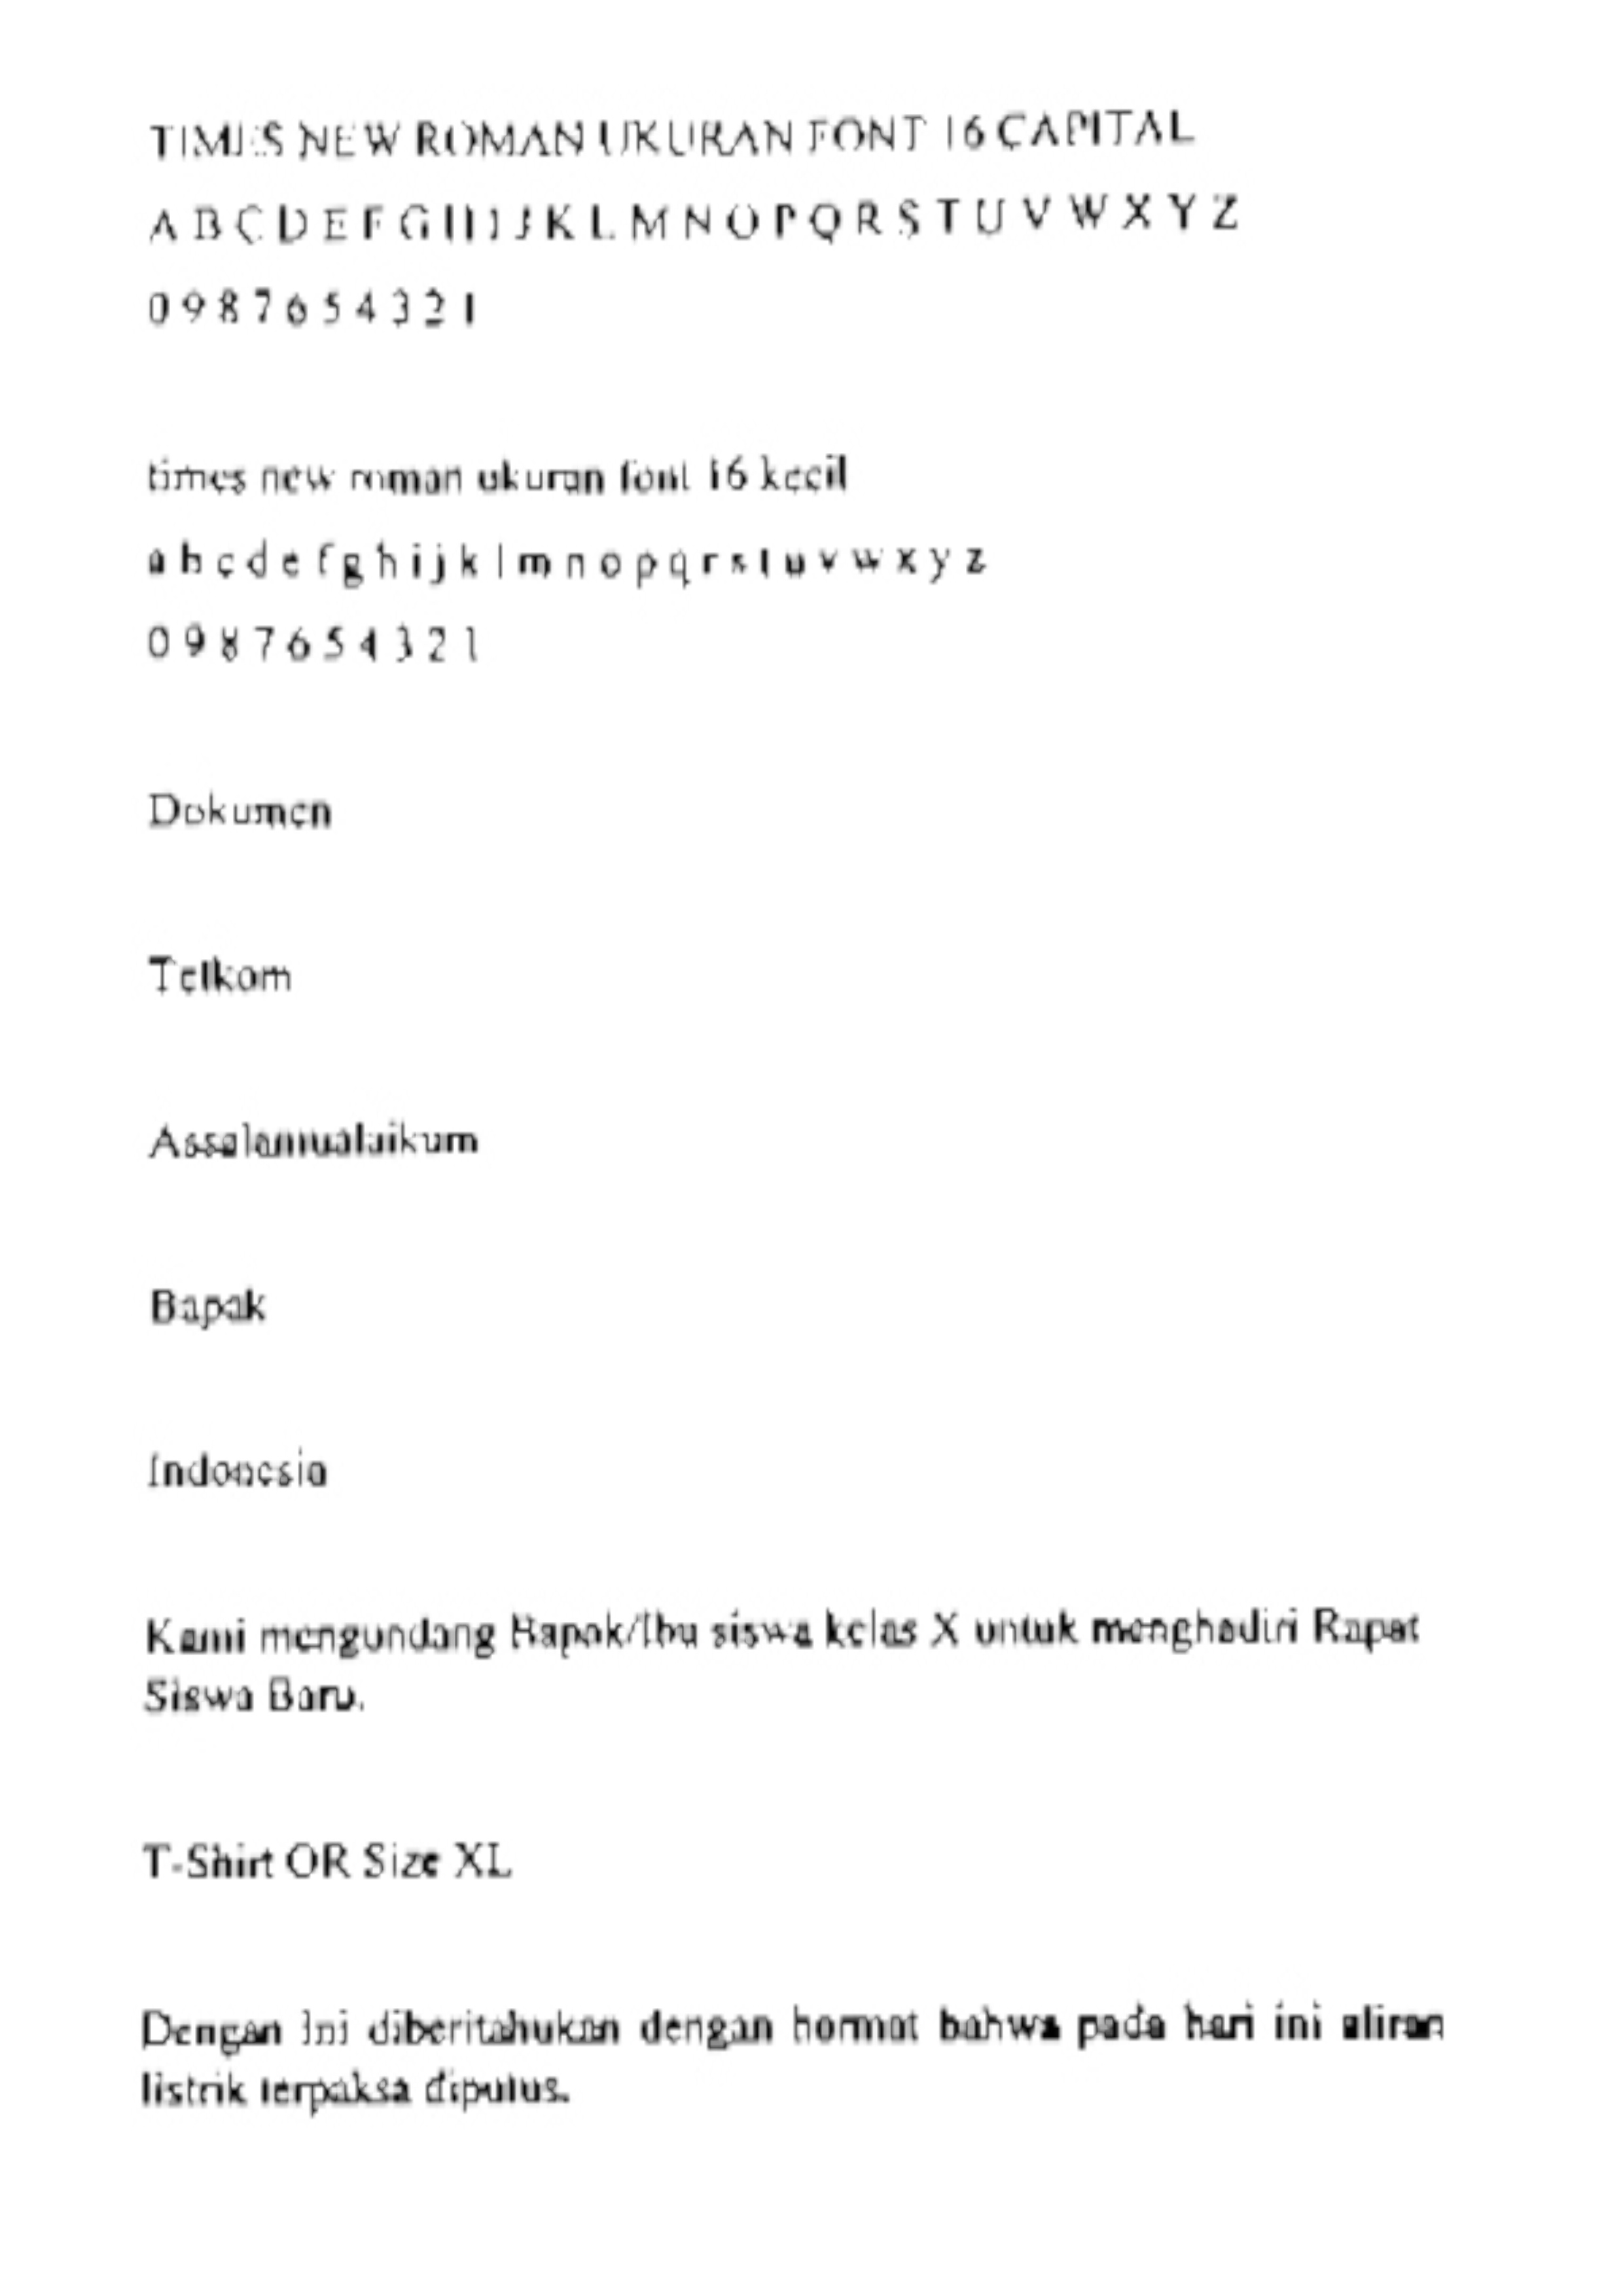 TIMES NEW ROMAN UKURAN FONT 16 CAPITAL
A B C D E F G H I J K L M N O P Q R S T U V W X Y Z
0 9 8 7 6 5 4 3 2 1
times new roman ukuran font 16 kecil
a b c d e f g h i j k l m n o p q r s t u v w x y z
0 9 8 7 6 5 4 3 2 1
Dokumen
Telkom
Assalamualaikum
Bapak
Indonesia
Kami mengundang Bapak/Ibu siswa kelas X untuk menghadiri Rapat
Siswa Baru.
T-Shirt OR Size XL
Dengan Ini diberitahukan dengan hormat bahwa pada hari ini aliran
listrik terpaksa diputus.